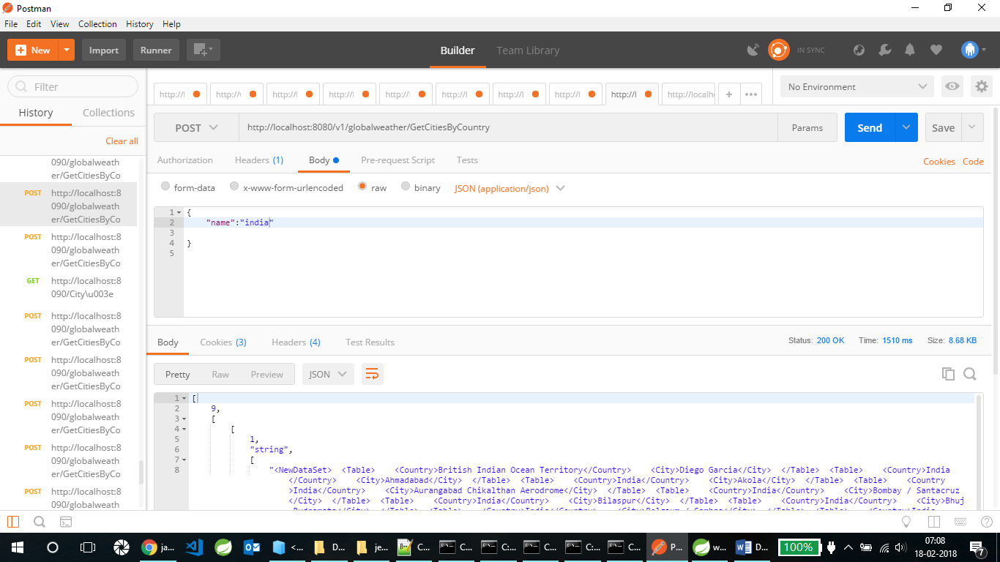 Postman
File Edit View Collection History Help
New Import Runner Builder Team Library IN SYNC
Filter
History Collections
Clear all
090/globalweath
er/GetCitiesByCo
POST http://localhost:8
090/globalweath
er/GetCitiesByCo
POST http://localhost:8
090/globalweath
er/GetCitiesByCo
GET http://localhost:8
090/City\u003e
POST http://localhost:8
090/globalweath
er/GetCitiesByCo
POST http://localhost:8
090/globalweath
er/GetCitiesByCo
POST http://localhost:8
090/globalweath
er/GetCitiesByCo
POST http://localhost:8
090/globalweath
er/GetCitiesByCo
POST http://localhost:8
090/globalweath
http://l http:// http://l http://l http://l http://l http://l http://l http://l http://localh + ••• No Environment
POST http://localhost:8080/v1/globalweather/GetCitiesByCountry Params Send Save
Authorization Headers (1) Body Pre-request Script Tests Cookies Code
form-data x-www-form-urlencoded raw binary JSON (application/json)
1 {
2 "name":"india"
3
4 }
5
Body Cookies (3) Headers (4) Test Results Status: 200 OK Time: 1510 ms Size: 8.68 KB
Pretty Raw Preview JSON
1 [
2 9,
3 [
4 [
5 1,
6 "string",
7 [
8 "<NewDataSet> <Table> <Country>British Indian Ocean Territory</Country> <City>Diego Garcia</City> </Table> <Table> <Country>India
</Country> <City>Ahmadabad</City> </Table> <Table> <Country>India</Country> <City>Akola</City> </Table> <Table> <Country
>India</Country> <City>Aurangabad Chikalthan Aerodrome</City> </Table> <Table> <Country>India</Country> <City>Bombay / Santacruz
</City> </Table> <Table> <Country>India</Country> <City>Bilaspur</City> </Table> <Table> <Country>India</Country> <City>Bhuj
ja... <... D... je... C... C... C:... C... C:... C... P... w... D... 100% 07:08
18-02-2018
7